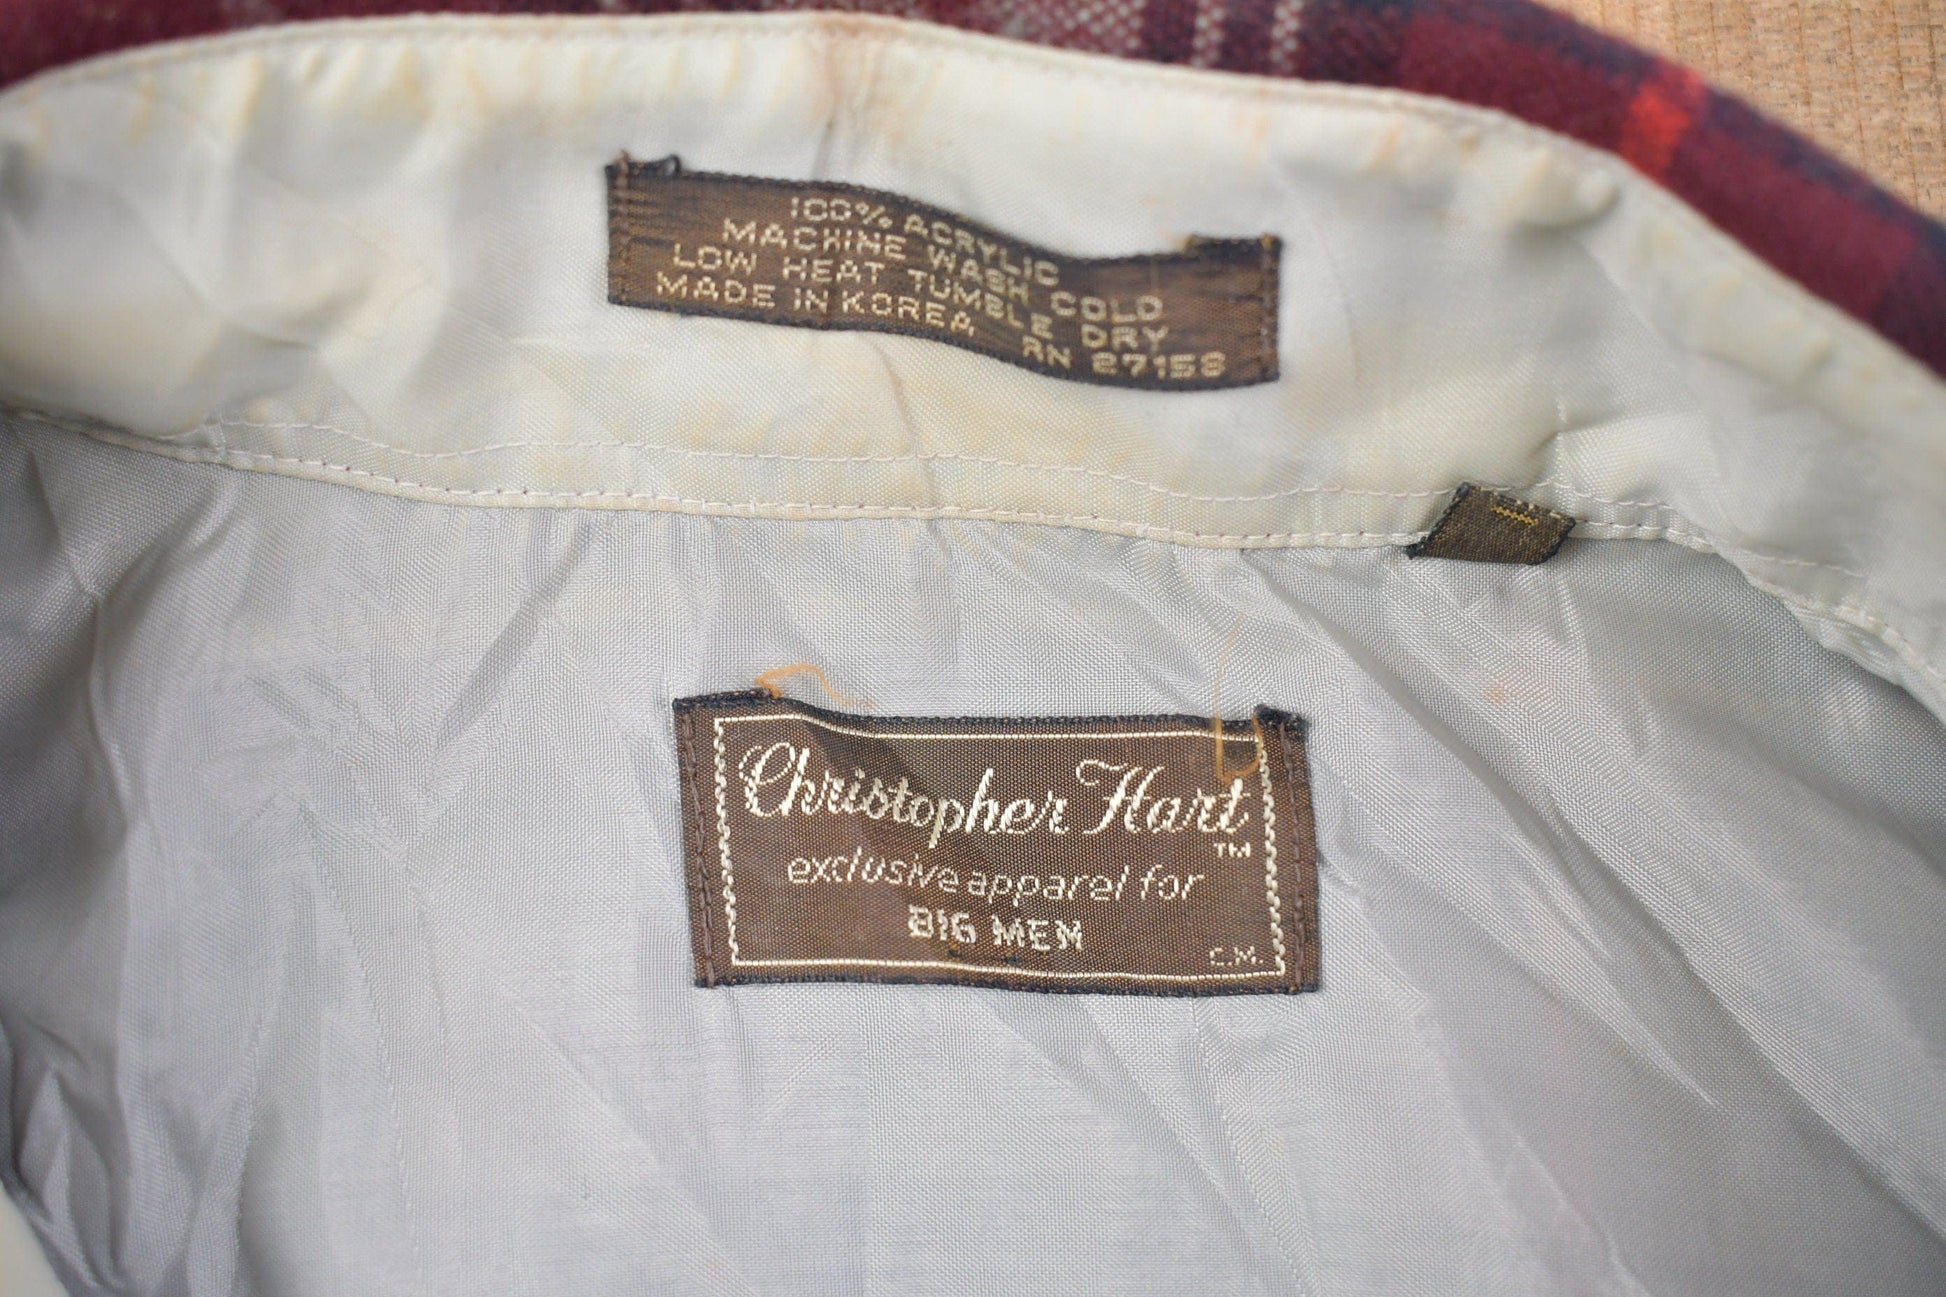 100% ACRYLIC
MACHINE WASH COLD
LOW HEAT TUMBLE DRY
MADE IN KOREA RN 27158
Christopher Hart
TM
exclusive apparel for
BIG MEN
C.M.